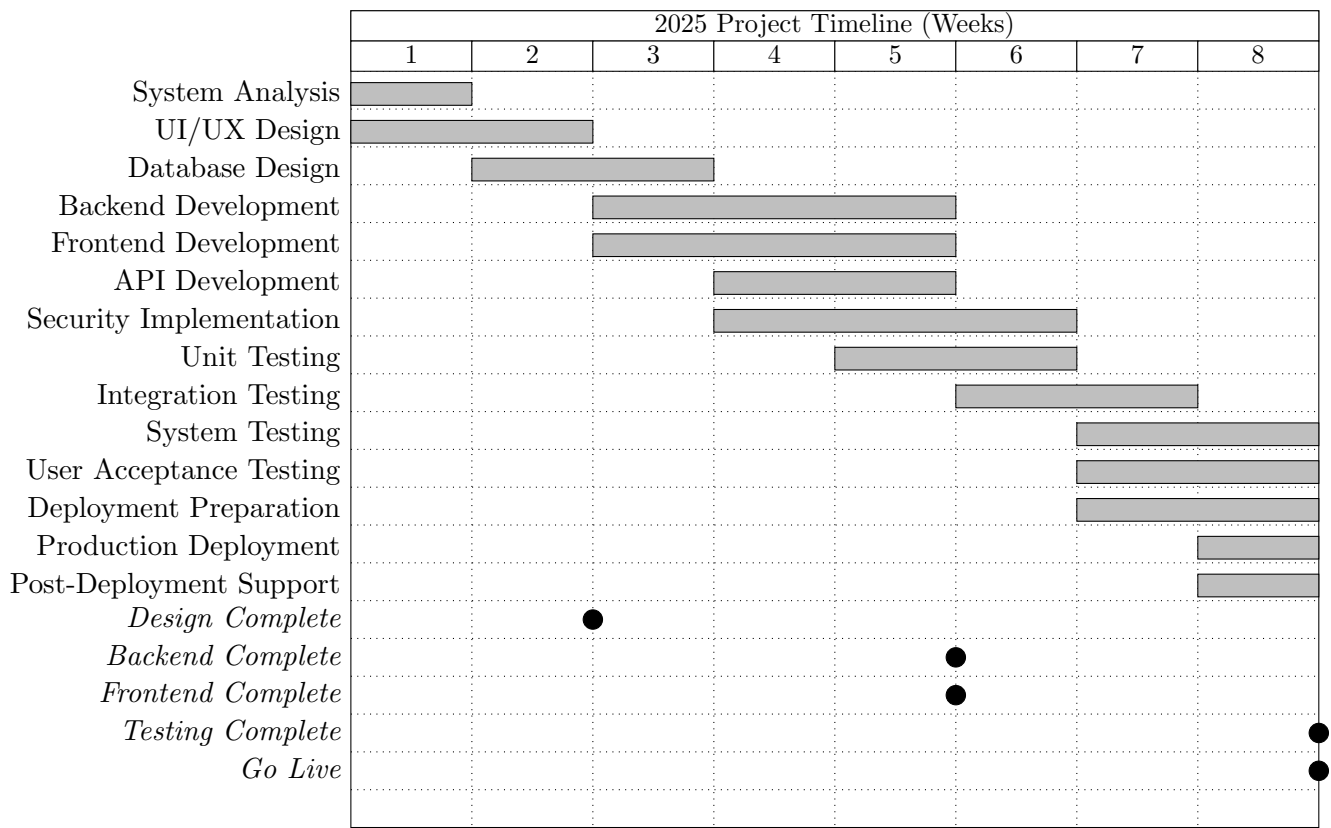 2025 Project Timeline (Weeks)
1 2 3 4 5 6 7 8
System Analysis
UI/UX Design
Database Design
Backend Development
Frontend Development
API Development
Security Implementation
Unit Testing
Integration Testing
System Testing
User Acceptance Testing
Deployment Preparation
Production Deployment
Post-Deployment Support
Design Complete
Backend Complete
Frontend Complete
Testing Complete
Go Live